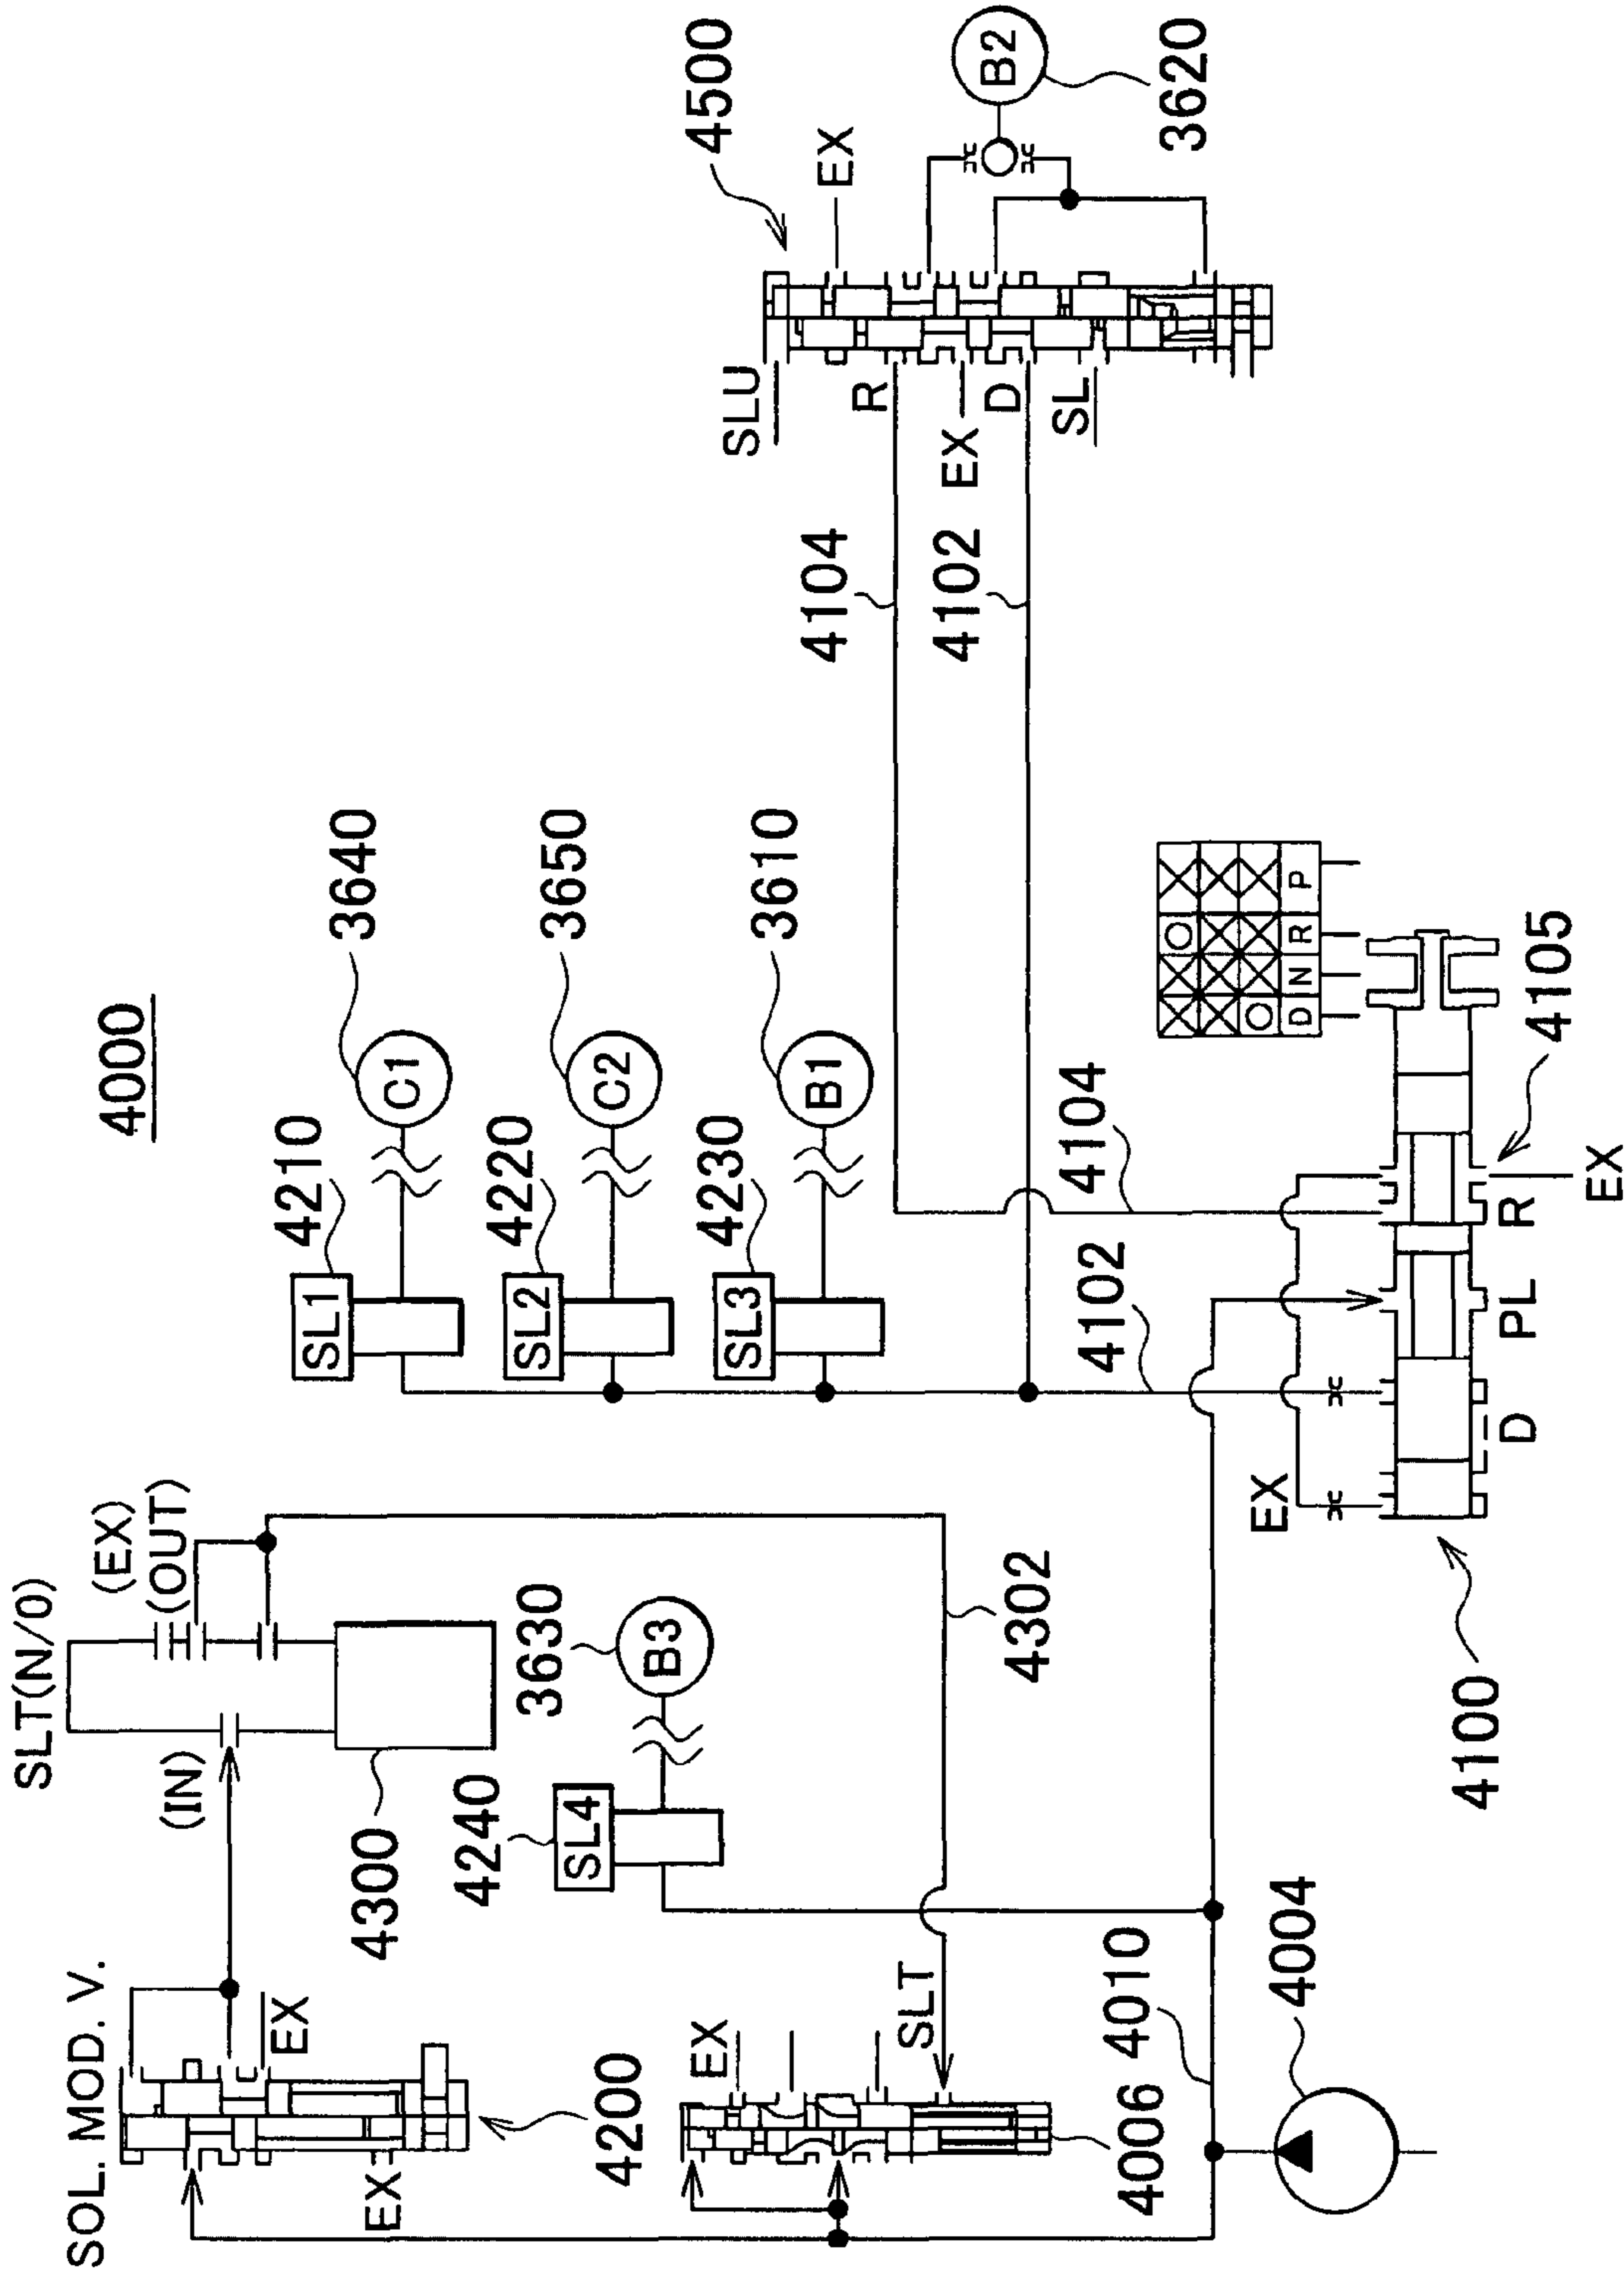 SLT(N/0)
SOL. MOD. V.
(EX)
4000
(OUT)
(IN)
EX
4210
SL1
3640
C1
4300
EX
4240
4220
SL2
3650
C2
3630
SL4
B3
4200
EX
4230
SL3
3610
B1
4500
SLU
EX
4104
R
SLT
EX
4102
D
B2
4302
SL
4104
4102
4010
4006
3620
EX
D N R P
4004
4100
D
PL
R
4105
EX